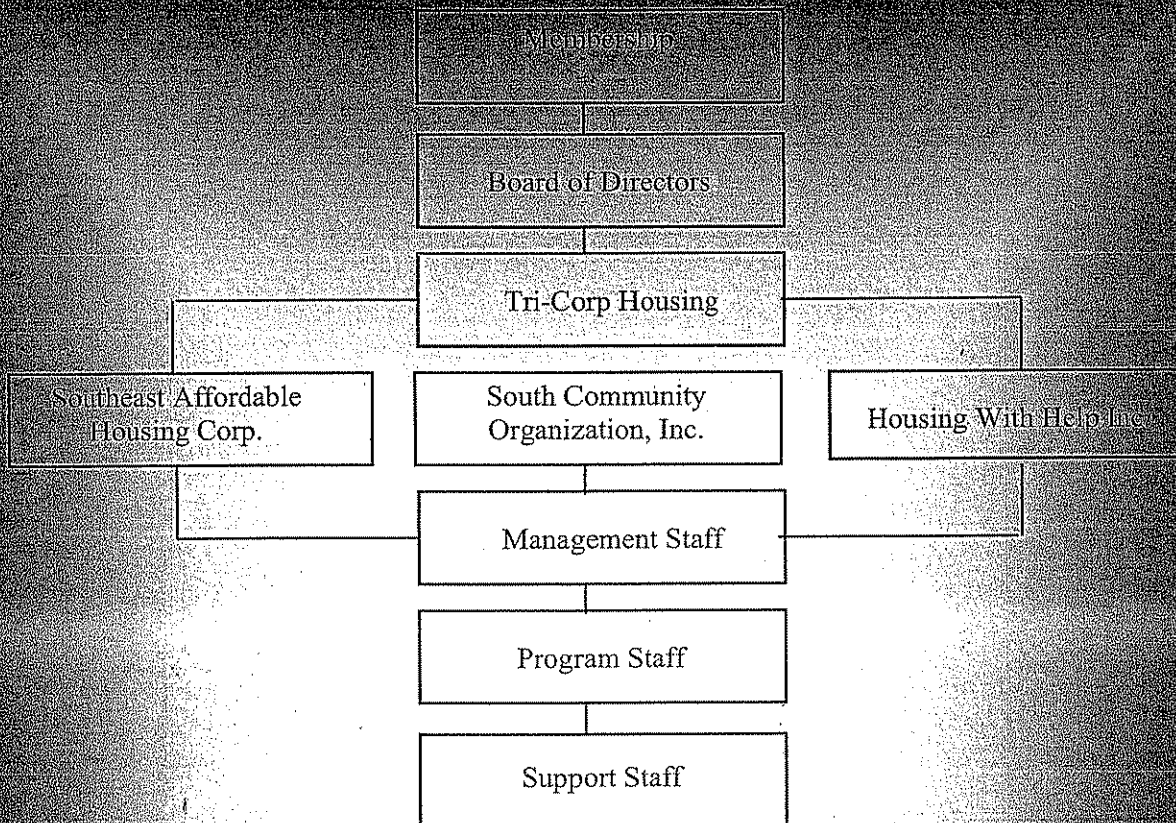 Membership
Board of Directors
Tri-Corp Housing
Southeast Affordable
Housing Corp.
South Community
Organization, Inc.
Housing With Help Inc
Management Staff
Program Staff
Support Staff